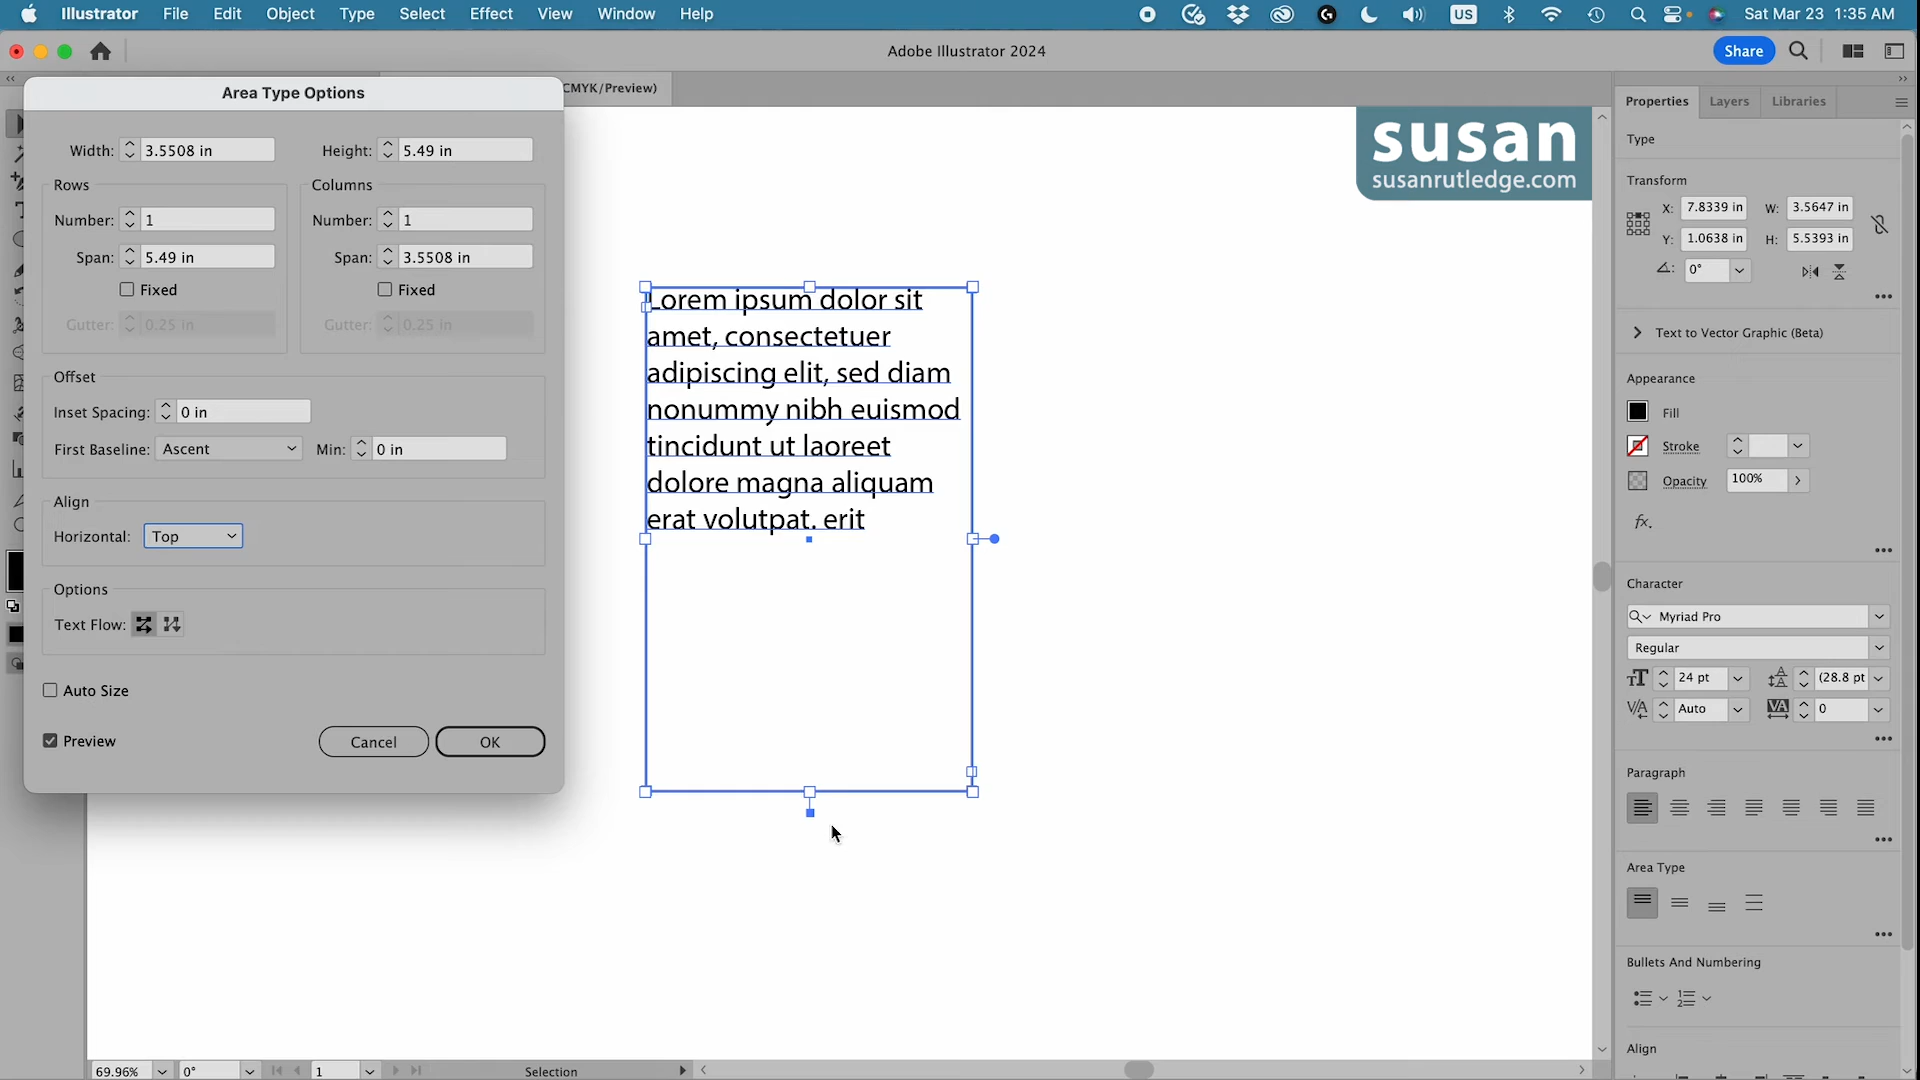 Illustrator File Edit Object Type Select Effect View Window Help US Sat Mar 23 1:35 AM
Adobe Illustrator 2024 Share
CMYK/Preview)
Area Type Options
Width: 3.5508 in Height: 5.49 in
Rows Columns
Number: 1 Number: 1
Span: 5.49 in Span: 3.5508 in
Fixed Fixed
Gutter: 0.25 in Gutter: 0.25 in
Offset
Inset Spacing: 0 in
First Baseline: Ascent Min: 0 in
Align
Horizontal: Top
Options
Text Flow:
Auto Size
Preview Cancel OK
susan
susanrutledge.com
Lorem ipsum dolor sit
amet, consectetuer
adipiscing elit, sed diam
nonummy nibh euismod
tincidunt ut laoreet
dolore magna aliquam
erat volutpat. erit
Properties Layers Libraries
Type
Transform
X: 7.8339 in W: 3.5647 in
Y: 1.0638 in H: 5.5393 in
0°
Text to Vector Graphic (Beta)
Appearance
Fill
Stroke
Opacity 100%
fx.
Character
Myriad Pro
Regular
24 pt (28.8 pt
Auto 0
Paragraph
Area Type
Bullets And Numbering
Align
69.96% 0° 1 Selection